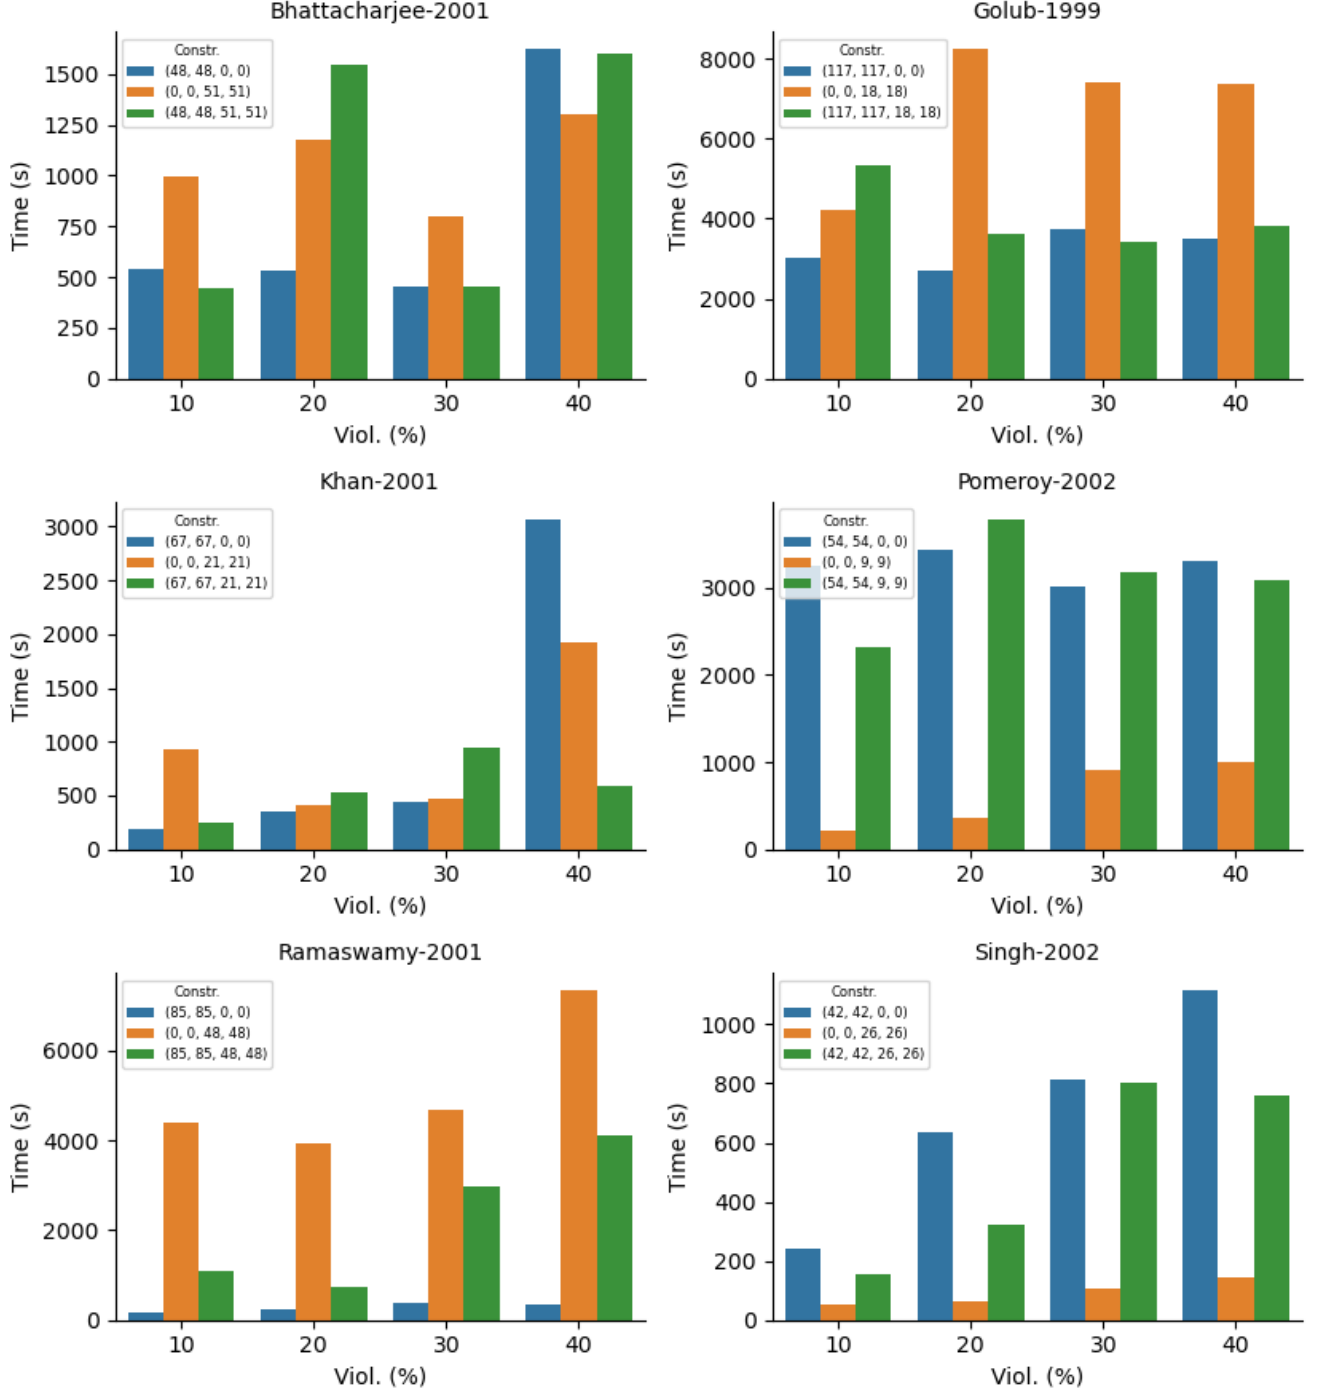 Bhattacharjee-2001
Constr.
(48, 48, 0, 0)
(0, 0, 51, 51)
(48, 48, 51, 51)
Time (s)
1500
1250
1000
750
500
250
0
10 20 30 40
Viol. (%)
Golub-1999
Constr.
(117, 117, 0, 0)
(0, 0, 18, 18)
(117, 117, 18, 18)
Time (s)
8000
6000
4000
2000
0
10 20 30 40
Viol. (%)
Khan-2001
Constr.
(67, 67, 0, 0)
(0, 0, 21, 21)
(67, 67, 21, 21)
Time (s)
3000
2500
2000
1500
1000
500
0
10 20 30 40
Viol. (%)
Pomeroy-2002
Constr.
(54, 54, 0, 0)
(0, 0, 9, 9)
(54, 54, 9, 9)
Time (s)
3000
2000
1000
0
10 20 30 40
Viol. (%)
Ramaswamy-2001
Constr.
(85, 85, 0, 0)
(0, 0, 48, 48)
(85, 85, 48, 48)
Time (s)
6000
4000
2000
0
10 20 30 40
Viol. (%)
Singh-2002
Constr.
(42, 42, 0, 0)
(0, 0, 26, 26)
(42, 42, 26, 26)
Time (s)
1000
800
600
400
200
0
10 20 30 40
Viol. (%)